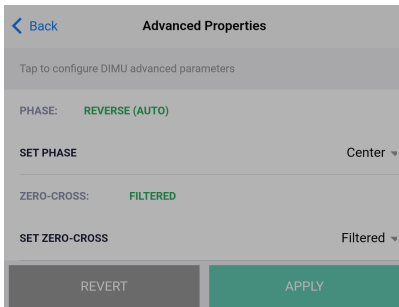 Back
Advanced Properties
Tap to configure DIMU advanced parameters
PHASE: REVERSE (AUTO)
SET PHASE Center
ZERO-CROSS: FILTERED
SET ZERO-CROSS Filtered
REVERT APPLY